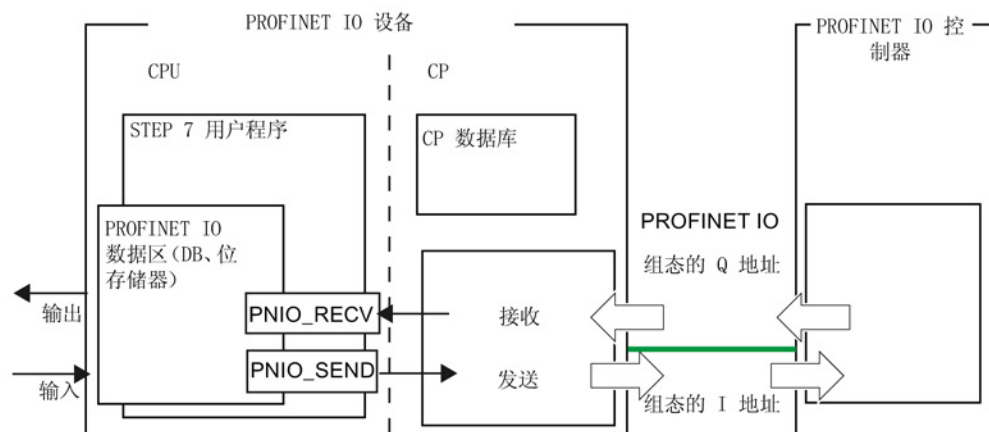 PROFINET IO 设备
PROFINET IO 控
制器
CPU
CP
STEP 7 用户程序
CP 数据库
PROFINET IO
数据区(DB、位
存储器)
PROFINET IO
组态的 Q 地址
输出
PNIO_RECV
接收
输入
PNIO_SEND
发送
组态的 I 地址